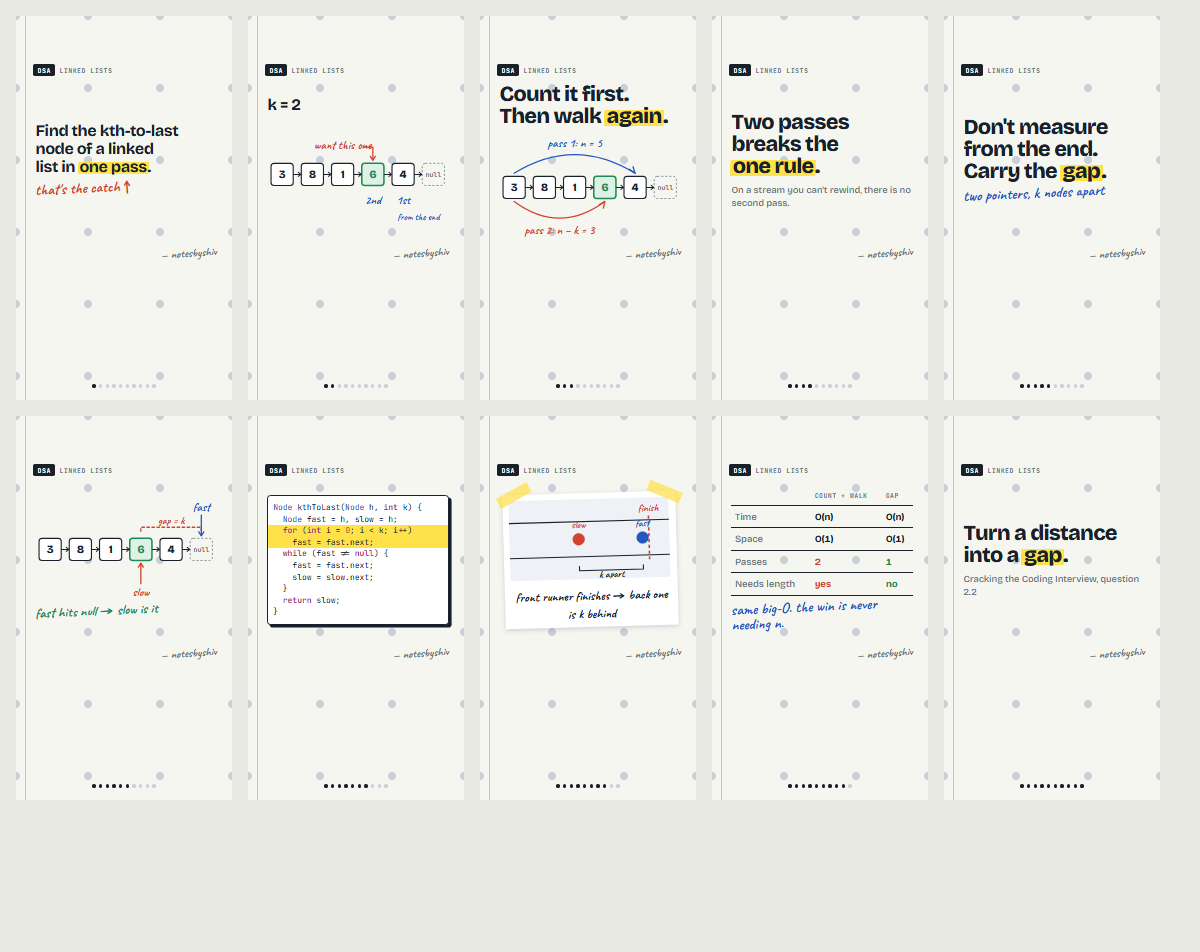 DSA LINKED LISTS
Find the kth-to-last
node of a linked
list in one pass.
that's the catch ↑
— notesbyshiv
DSA LINKED LISTS
k = 2
want this one
3 8 1 6 4 null
2nd 1st
from the end
— notesbyshiv
DSA LINKED LISTS
Count it first.
Then walk again.
pass 1: n = 5
3 8 1 6 4 null
pass 2: n − k = 3
— notesbyshiv
DSA LINKED LISTS
Two passes
breaks the
one rule.
On a stream you can't rewind, there is no
second pass.
— notesbyshiv
DSA LINKED LISTS
Don't measure
from the end.
Carry the gap.
two pointers, k nodes apart
— notesbyshiv
DSA LINKED LISTS
fast
gap = k
3 8 1 6 4 null
slow
fast hits null → slow is it
— notesbyshiv
DSA LINKED LISTS
Node kthToLast(Node h, int k) {
Node fast = h, slow = h;
for (int i = 0; i < k; i++)
fast = fast.next;
while (fast ≠ null) {
fast = fast.next;
slow = slow.next;
}
return slow;
}
— notesbyshiv
DSA LINKED LISTS
finish
slow fast
k apart
front runner finishes → back one
is k behind
— notesbyshiv
DSA LINKED LISTS
COUNT + WALK GAP
Time O(n) O(n)
Space O(1) O(1)
Passes 2 1
Needs length yes no
same big-O. the win is never
needing n.
— notesbyshiv
DSA LINKED LISTS
Turn a distance
into a gap.
Cracking the Coding Interview, question
2.2
— notesbyshiv